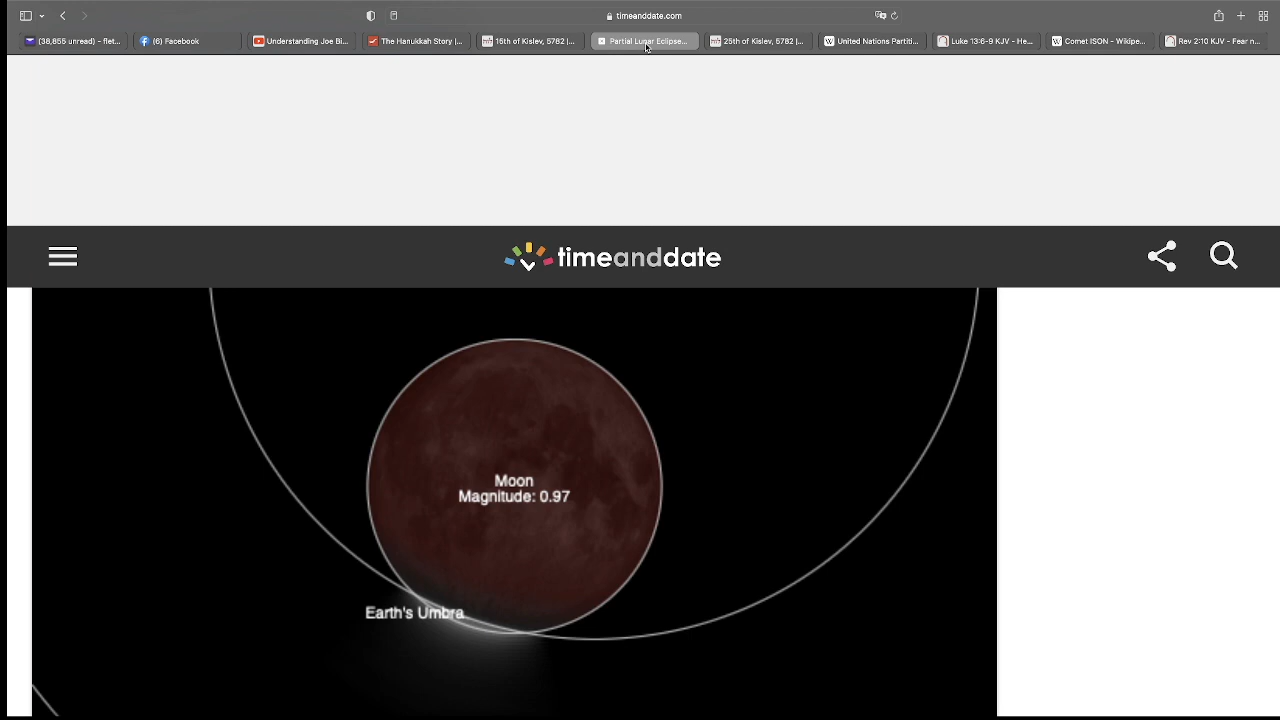 timeanddate.com
(38,855 unread) - flet...
(6) Facebook
Understanding Joe Bi...
The Hanukkah Story |...
16th of Kislev, 5782 |...
Partial Lunar Eclipse...
25th of Kislev, 5782 |...
United Nations Partiti...
Luke 13:6-9 KJV - He...
Comet ISON - Wikipe...
Rev 2:10 KJV - Fear n...
timeanddate
Moon
Magnitude: 0.97
Earth's Umbra